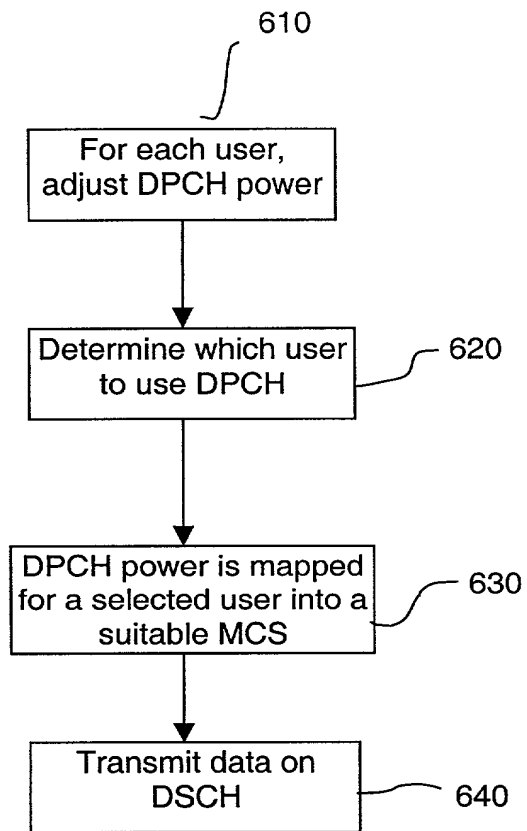 610
For each user,
adjust DPCH power
Determine which user
to use DPCH
620
DPCH power is mapped
for a selected user into a
suitable MCS
630
Transmit data on
DSCH
640